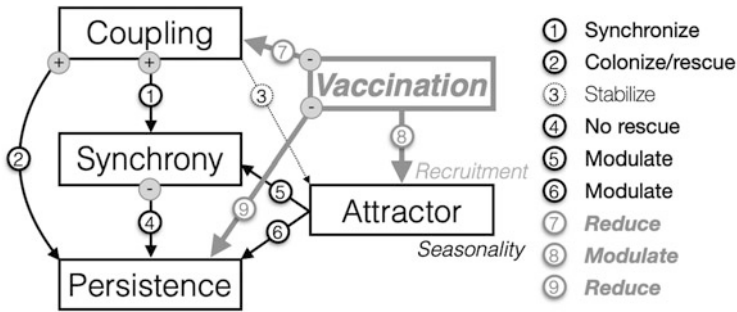 Coupling
+
+
7
-
Vaccination
-
1
3
8
2
Synchrony
-
Recruitment
5
Attractor
4
9
6
Seasonality
Persistence
1 Synchronize
2 Colonize/rescue
3 Stabilize
4 No rescue
5 Modulate
6 Modulate
7 Reduce
8 Modulate
9 Reduce